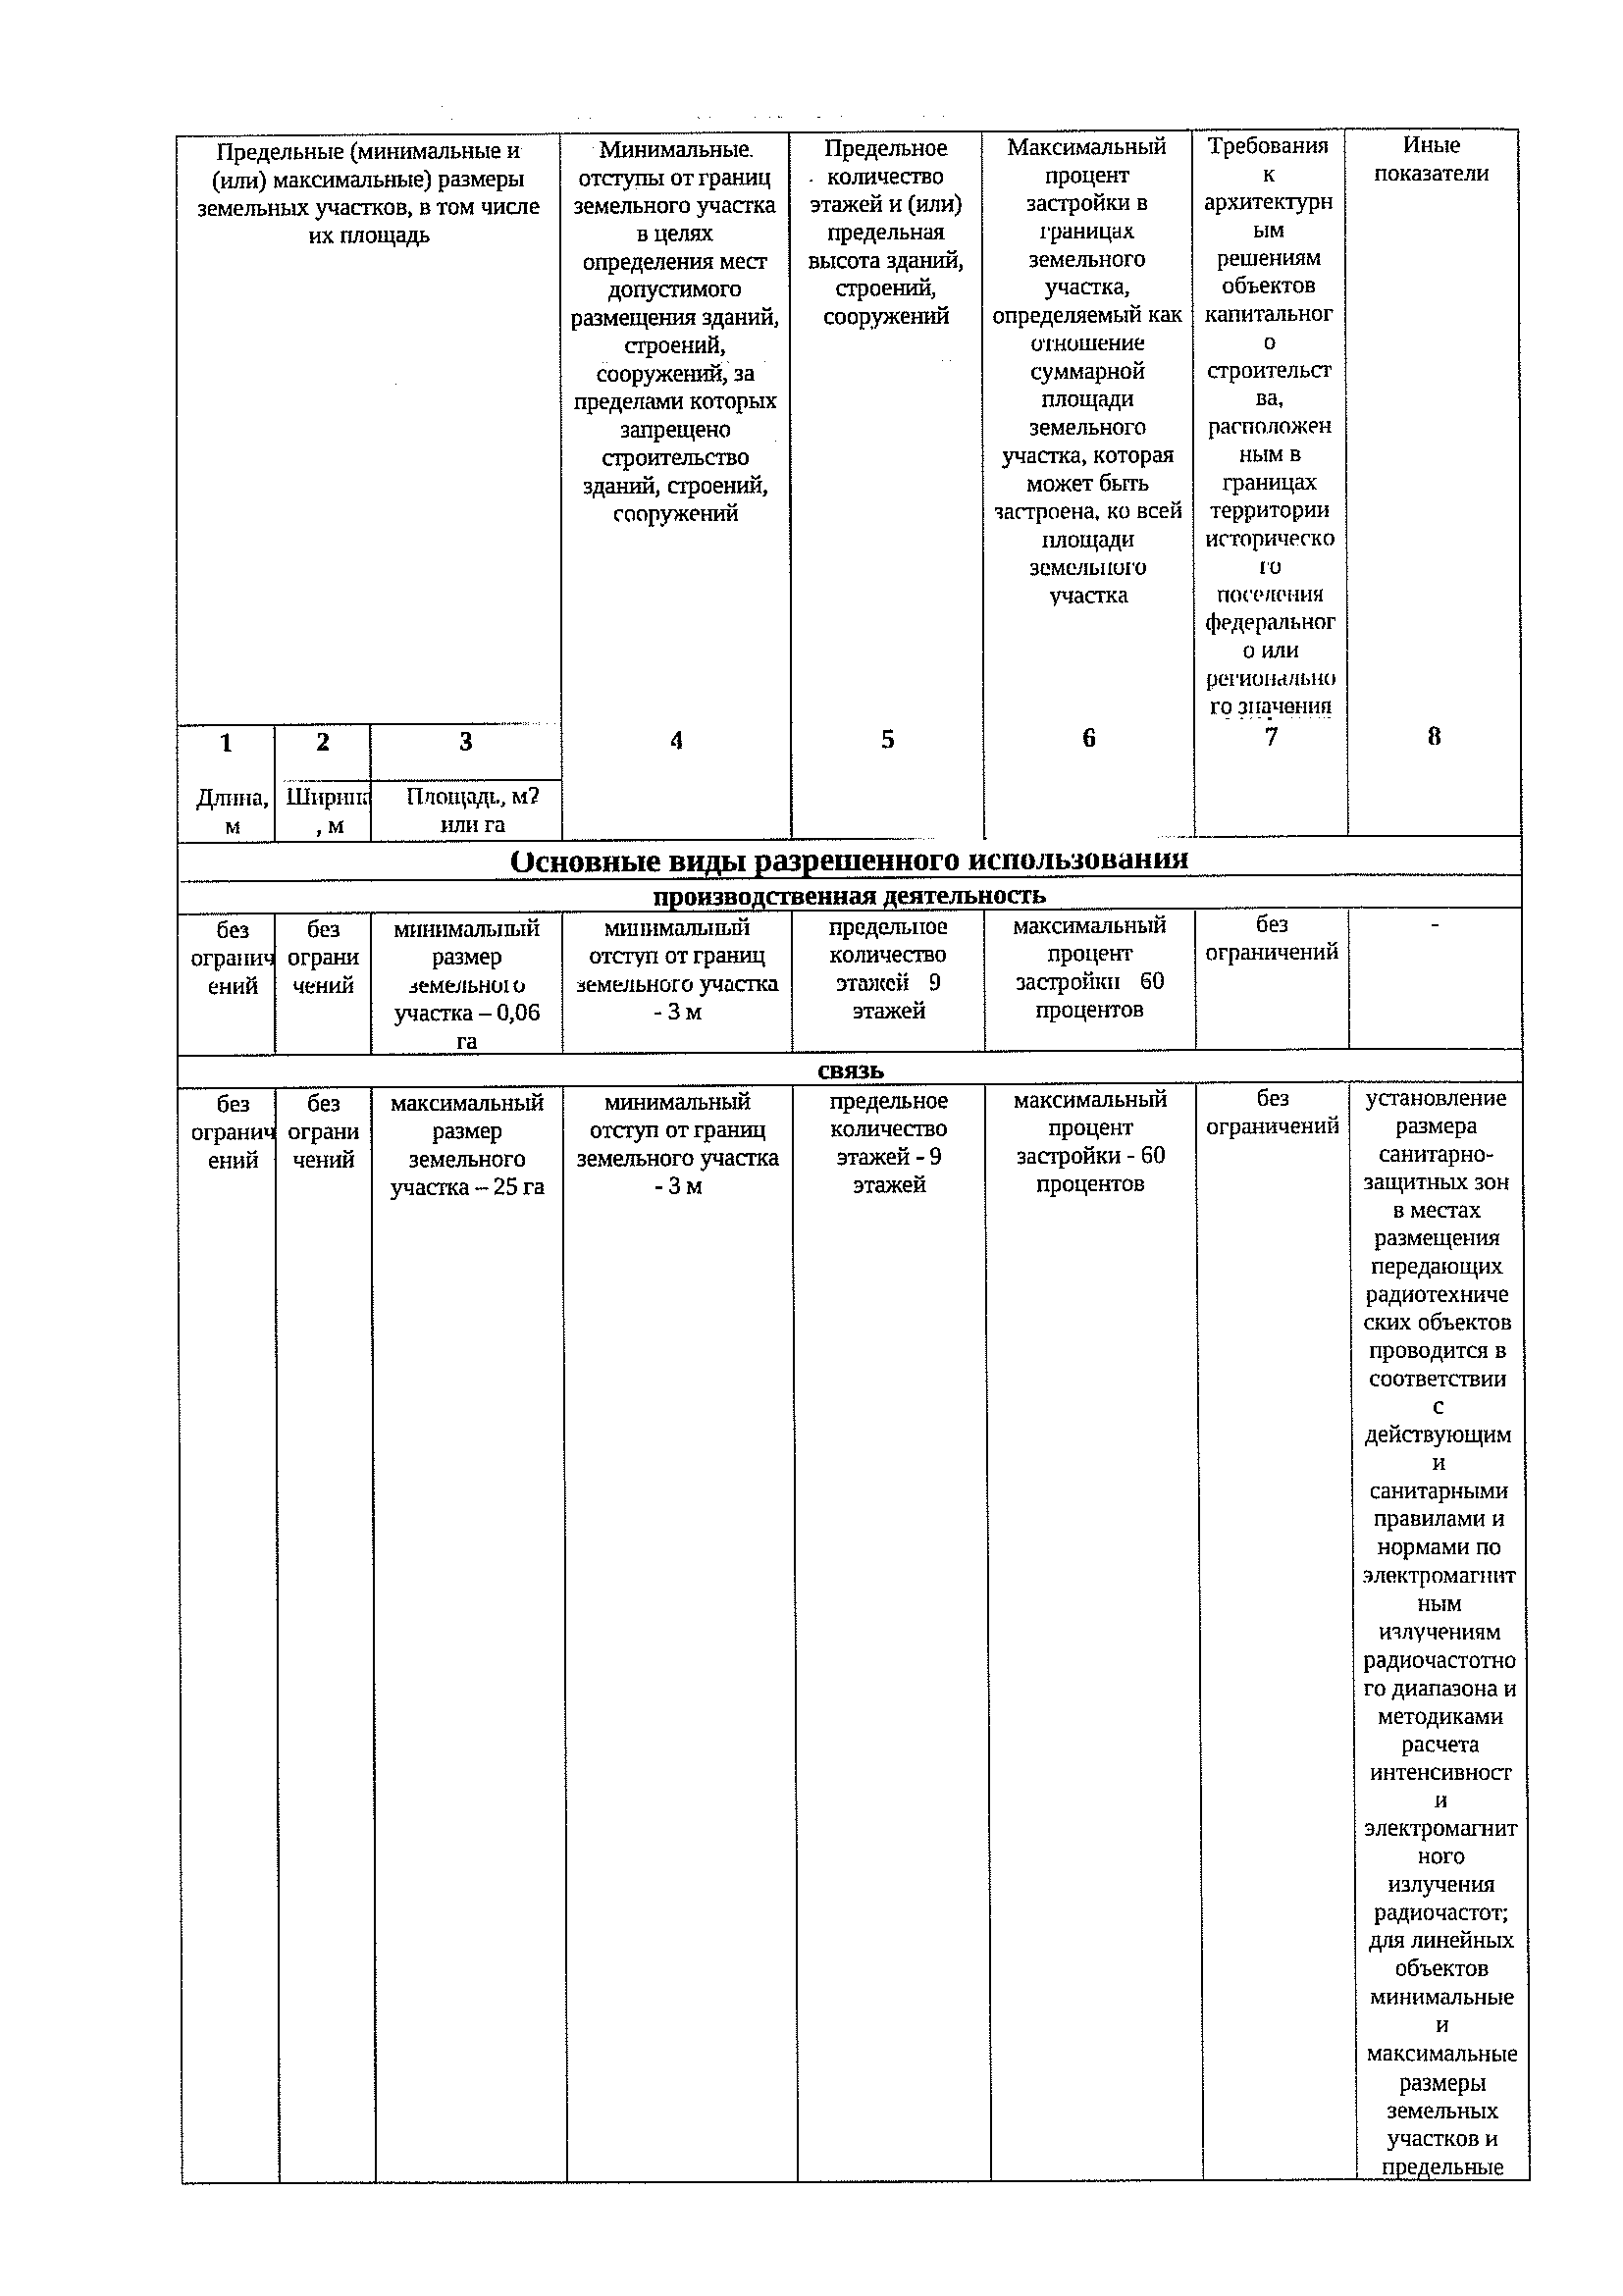 Предельные (минимальные и
(или) максимальные) размеры
земельных участков, в том числе
их площадь
Минимальные.
отступы от границ
земельного участка
в целях
определения мест
допустимого
размещения зданий,
строений,
сооружений, за
пределами которых
запрещено
строительство
зданий, строений,
сооружений
Предельное
количество
этажей и (или)
предельная
высота зданий,
строений,
сооружений
Максимальный
процент
застройки в
границах
земельного
участка,
определяемый как
отношение
суммарной
площади
земельного
участка, которая
может быть
застроена, ко всей
площади
земельного
участка
Требования
к
архитектурн
ым
решениям
объектов
капитальног
о
строительст
ва,
расположен
ным в
границах
территории
историческо
го
поселения
федеральног
о или
регионально
го значения
Иные
показатели
1
2
3
4
5
6
7
8
Длина,
м
Ширина
, м
Площадь, м?
или га
Основные виды разрешенного использования
производственная деятельность
без
огранич
ений
без
ограни
чений
минимальный
размер
земельного
участка – 0,06
га
минимальный
отступ от границ
земельного участка
- 3 м
предельное
количество
этажей 9
этажей
максимальный
процент
застройки 60
процентов
без
ограничений
-
связь
без
огранич
ений
без
ограни
чений
максимальный
размер
земельного
участка – 25 га
минимальный
отступ от границ
земельного участка
- 3 м
предельное
количество
этажей - 9
этажей
максимальный
процент
застройки - 60
процентов
без
ограничений
установление
размера
санитарно-
защитных зон
в местах
размещения
передающих
радиотехниче
ских объектов
проводится в
соответствии
с
действующим
и
санитарными
правилами и
нормами по
электромагнит
ным
излучениям
радиочастотно
го диапазона и
методиками
расчета
интенсивност
и
электромагнит
ного
излучения
радиочастот;
для линейных
объектов
минимальные
и
максимальные
размеры
земельных
участков и
предельные